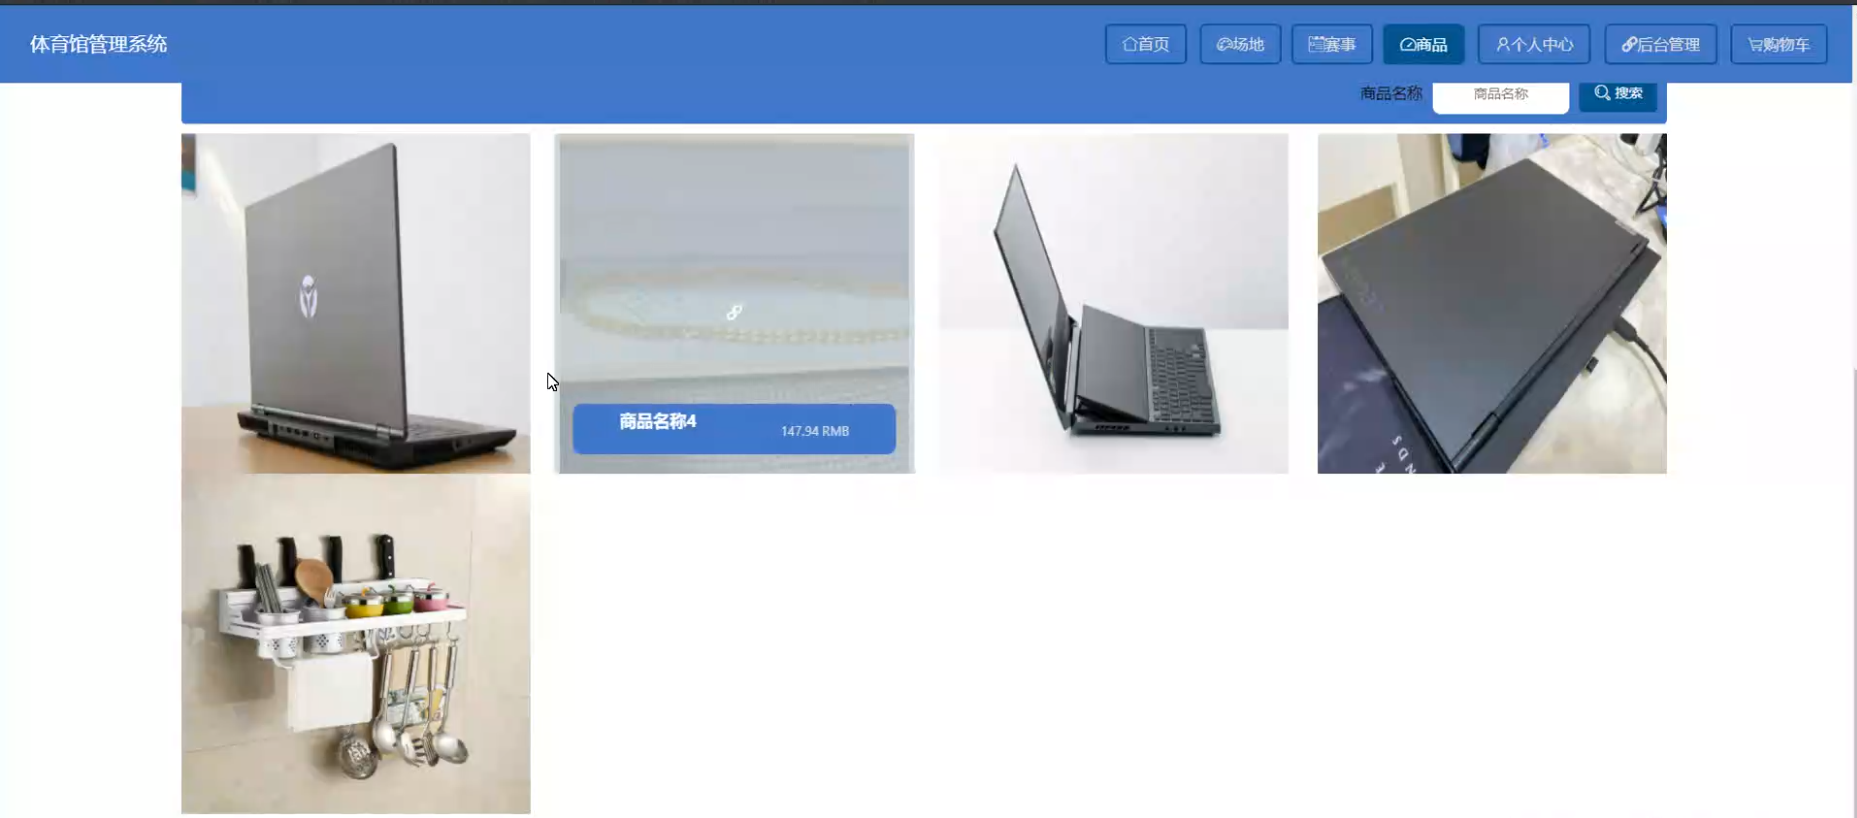 体育馆管理系统
首页
场地
赛事
商品
个人中心
后台管理
购物车
商品名称
商品名称
搜索
商品名称4
147.94 RMB